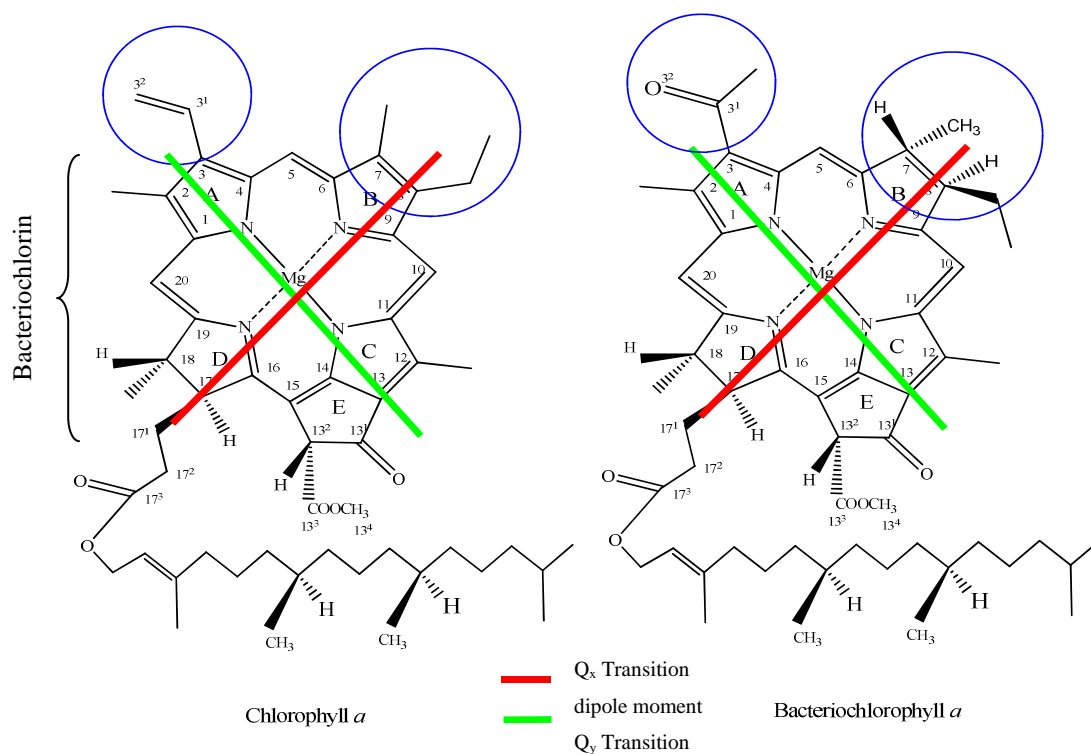 Bacteriochlorin
3²
3¹
3
4
5
6
7
8
A
B
2
1
9
N
N
10
Mg
20
11
N
N
19
C
12
H
18
D
14
13
17
16
15
E
17¹
H
13²
13¹
H
O
17²
O
17³
COOCH₃
13³
13⁴
O
H
H
CH₃
CH₃
Chlorophyll a
O
3²
3¹
H
CH₃
H
3
4
5
6
7
8
A
B
2
1
9
N
N
10
Mg
20
11
N
N
19
C
12
H
18
D
14
13
17
16
15
E
17¹
H
13²
13¹
H
O
17²
O
17³
COOCH₃
13³
13⁴
O
H
H
CH₃
CH₃
Bacteriochlorophyll a
Qₓ Transition
dipole moment
Qᵧ Transition